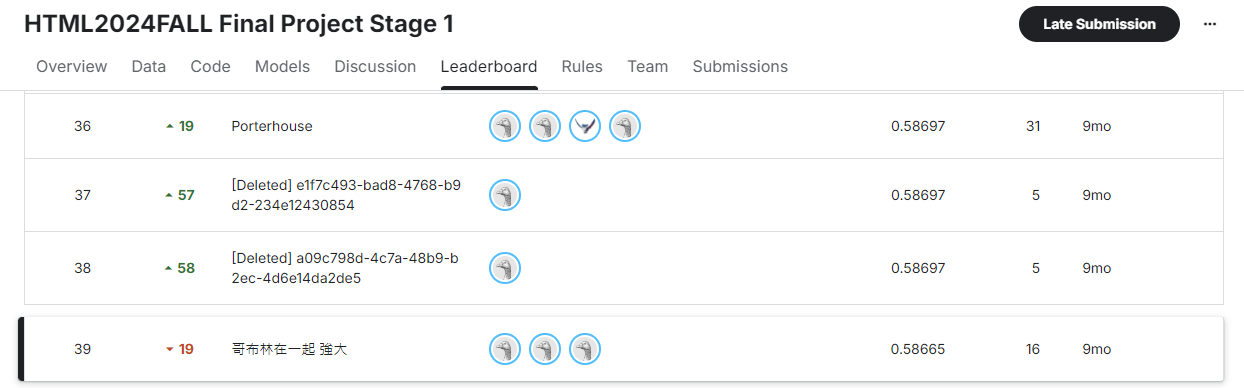 HTML2024FALL Final Project Stage 1
Late Submission
Overview Data Code Models Discussion Leaderboard Rules Team Submissions
36 19 Porterhouse 0.58697 31 9mo
37 57 [Deleted] e1f7c493-bad8-4768-b9
d2-234e12430854 0.58697 5 9mo
38 58 [Deleted] a09c798d-4c7a-48b9-b
2ec-4d6e14da2de5 0.58697 5 9mo
39 19 哥布林在一起 強大 0.58665 16 9mo